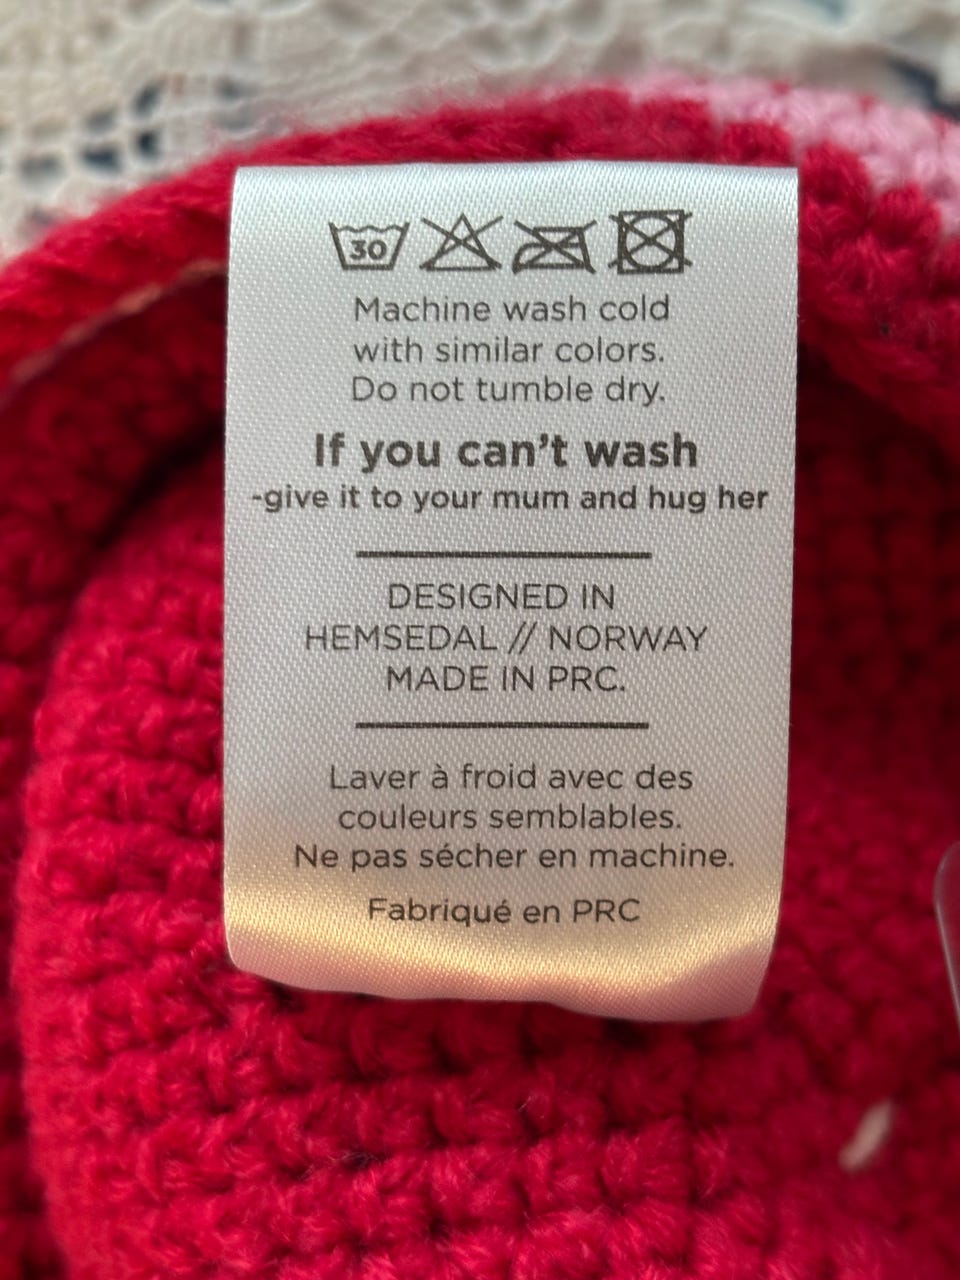 30
Machine wash cold
with similar colors.
Do not tumble dry.
If you can't wash
-give it to your mum and hug her
DESIGNED IN
HEMSEDAL // NORWAY
MADE IN PRC.
Laver à froid avec des
couleurs semblables.
Ne pas sécher en machine.
Fabriqué en PRC